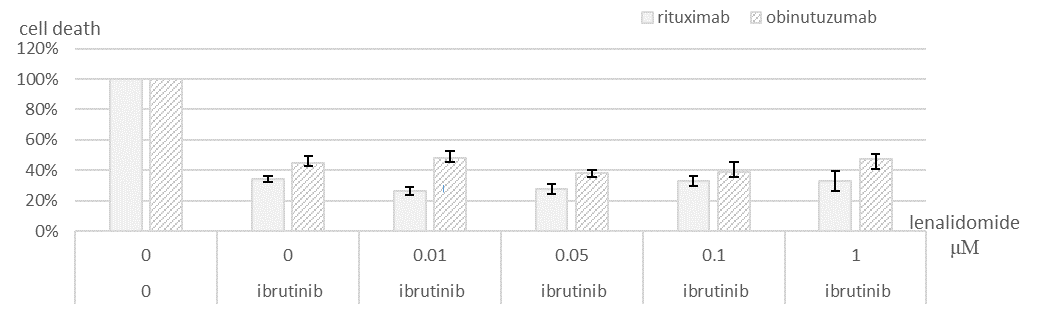 rituximab obinutuzumab
cell death
120%
100%
80%
60%
40%
20%
0%
lenalidomide
0 0 0.01 0.05 0.1 1 μM
0 ibrutinib ibrutinib ibrutinib ibrutinib ibrutinib